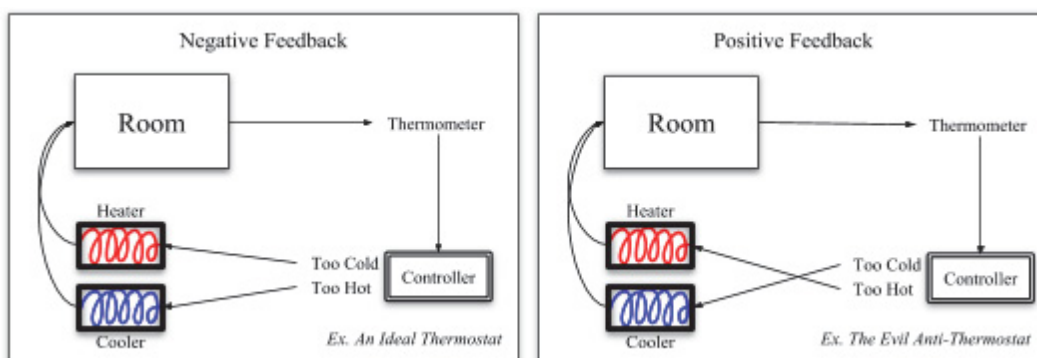 Negative Feedback
Room
Thermometer
Heater
Too Cold
Too Hot
Controller
Cooler
Ex. An Ideal Thermostat
Positive Feedback
Room
Thermometer
Heater
Too Cold
Too Hot
Controller
Cooler
Ex. The Evil Anti-Thermostat